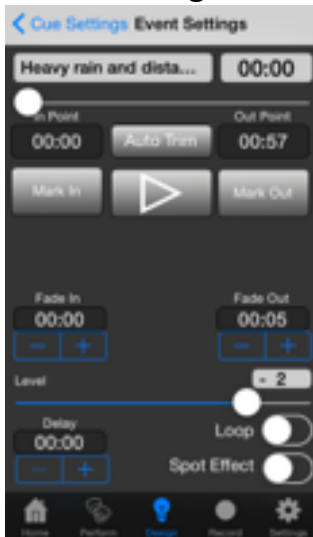 Cue Settings Event Settings
Heavy rain and dista... 00:00
In Point Out Point
00:00 Auto Trim 00:57
Mark In Mark Out
Fade In Fade Out
00:00 00:05
- + - +
Level - 2
Delay
00:00 Loop
- + Spot Effect
Home Perform Design Record Settings